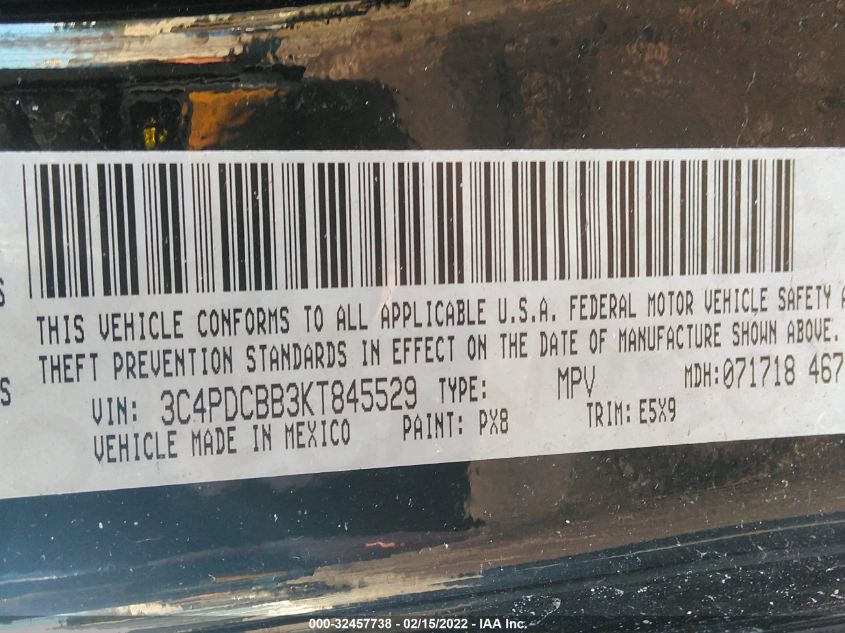 THIS VEHICLE CONFORMS TO ALL APPLICABLE U.S.A. FEDERAL MOTOR VEHICLE SAFETY A
THEFT PREVENTION STANDARDS IN EFFECT ON THE DATE OF MANUFACTURE SHOWN ABOVE.
VIN: 3C4PDCBB3KT845529 TYPE: MPV MDH:071718 467
VEHICLE MADE IN MEXICO PAINT: PX8 TRIM: E5X9
S
S
000-32457738 - 02/15/2022 - IAA Inc.